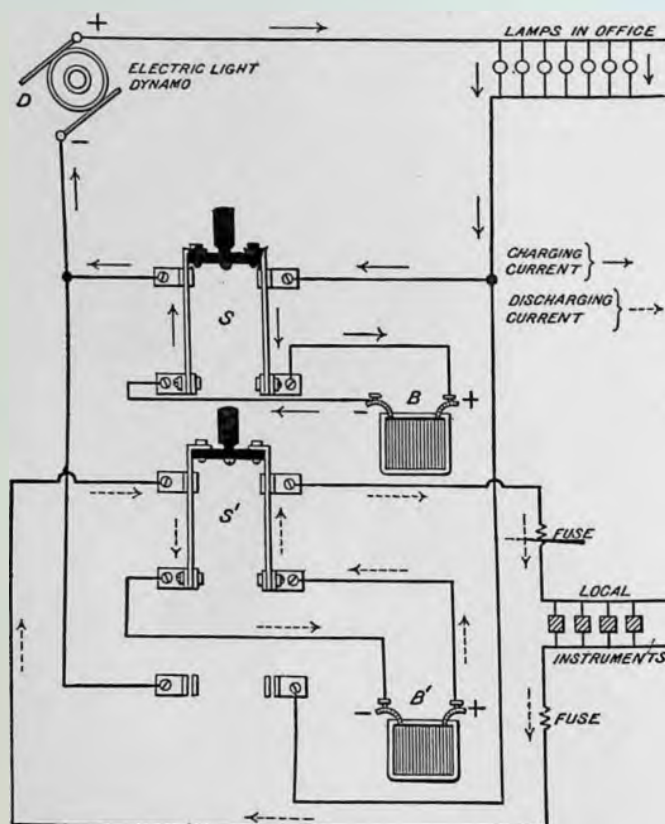 +
LAMPS IN OFFICE
ELECTRIC LIGHT
DYNAMO
D
-
CHARGING
CURRENT
S
DISCHARGING
CURRENT
B
- +
S'
FUSE
LOCAL
INSTRUMENTS
B'
- +
FUSE